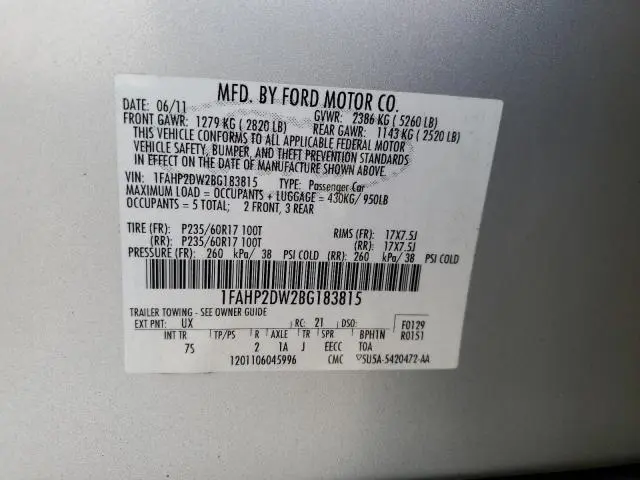 MFD. BY FORD MOTOR CO.
DATE: 06/11 GVWR: 2386 KG ( 5260 LB)
FRONT GAWR: 1279 KG ( 2820 LB) REAR GAWR: 1143 KG ( 2520 LB)
THIS VEHICLE CONFORMS TO ALL APPLICABLE FEDERAL MOTOR
VEHICLE SAFETY, BUMPER, AND THEFT PREVENTION STANDARDS
IN EFFECT ON THE DATE OF MANUFACTURE SHOWN ABOVE.
VIN: 1FAHP2DW2BG183815 TYPE: Passenger Car
MAXIMUM LOAD = OCCUPANTS + LUGGAGE = 430KG/ 950LB
OCCUPANTS = 5 TOTAL; 2 FRONT, 3 REAR
TIRE (FR): P235/60R17 100T RIMS (FR): 17X7.5J
(RR): P235/60R17 100T (RR): 17X7.5J
PRESSURE (FR): 260 kPa/ 38 PSI COLD (RR): 260 kPa/ 38 PSI COLD
1FAHP2DW2BG183815
TRAILER TOWING - SEE OWNER GUIDE
EXT PNT: UX RC: 21 DSO: F0129
INT TR TP/PS R AXLE TR SPR BPH1N R0151
75 2 1A J EECC TOA
1201106045996 CMC 5U5A-5420472-AA